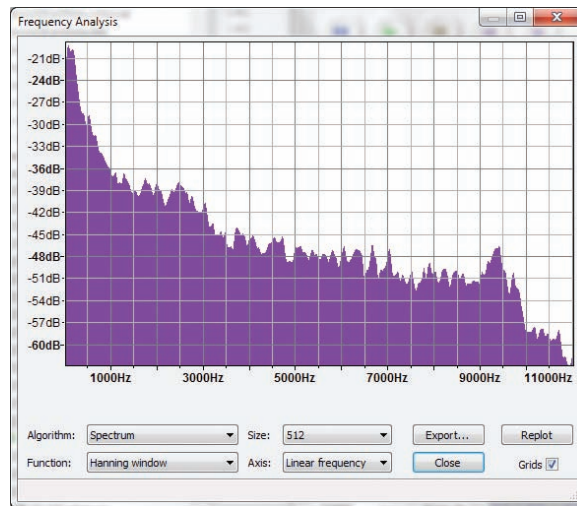 Frequency Analysis
-21dB
-24dB
-27dB
-30dB
-33dB
-36dB
-39dB
-42dB
-45dB
-48dB
-51dB
-54dB
-57dB
-60dB
1000Hz 3000Hz 5000Hz 7000Hz 9000Hz 11000Hz
Algorithm: Spectrum Size: 512 Export... Replot
Function: Hanning window Axis: Linear frequency Close Grids